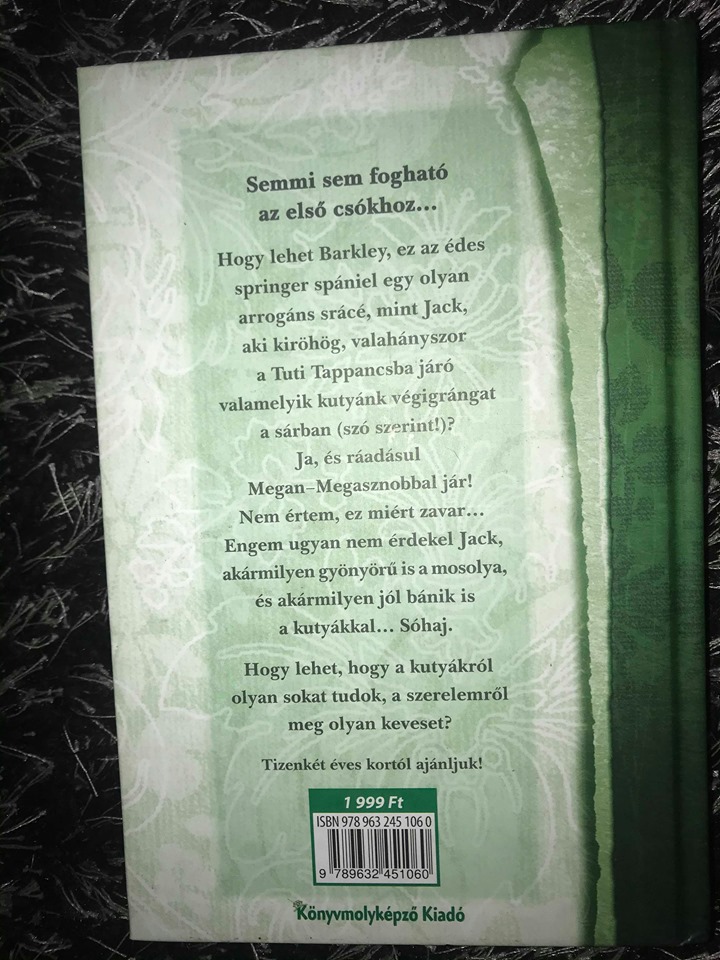 Semmi sem fogható
az első csókhoz...
Hogy lehet Barkley, ez az édes
springer spániel egy olyan
arrogáns srácé, mint Jack,
aki kiröhög, valahányszor
a Tuti Tappancsba járó
valamelyik kutyánk végigrángat
a sárban (szó szerint!)?
Ja, és ráadásul
Megan–Megasznobbal jár!
Nem értem, ez miért zavar...
Engem ugyan nem érdekel Jack,
akármilyen gyönyörű is a mosolya,
és akármilyen jól bánik is
a kutyákkal... Sóhaj.
Hogy lehet, hogy a kutyákról
olyan sokat tudok, a szerelemről
meg olyan keveset?
Tizenkét éves kortól ajánljuk!
1 999 Ft
ISBN 978 963 245 106 0
9 789632 451060
Könyvmolyképző Kiadó